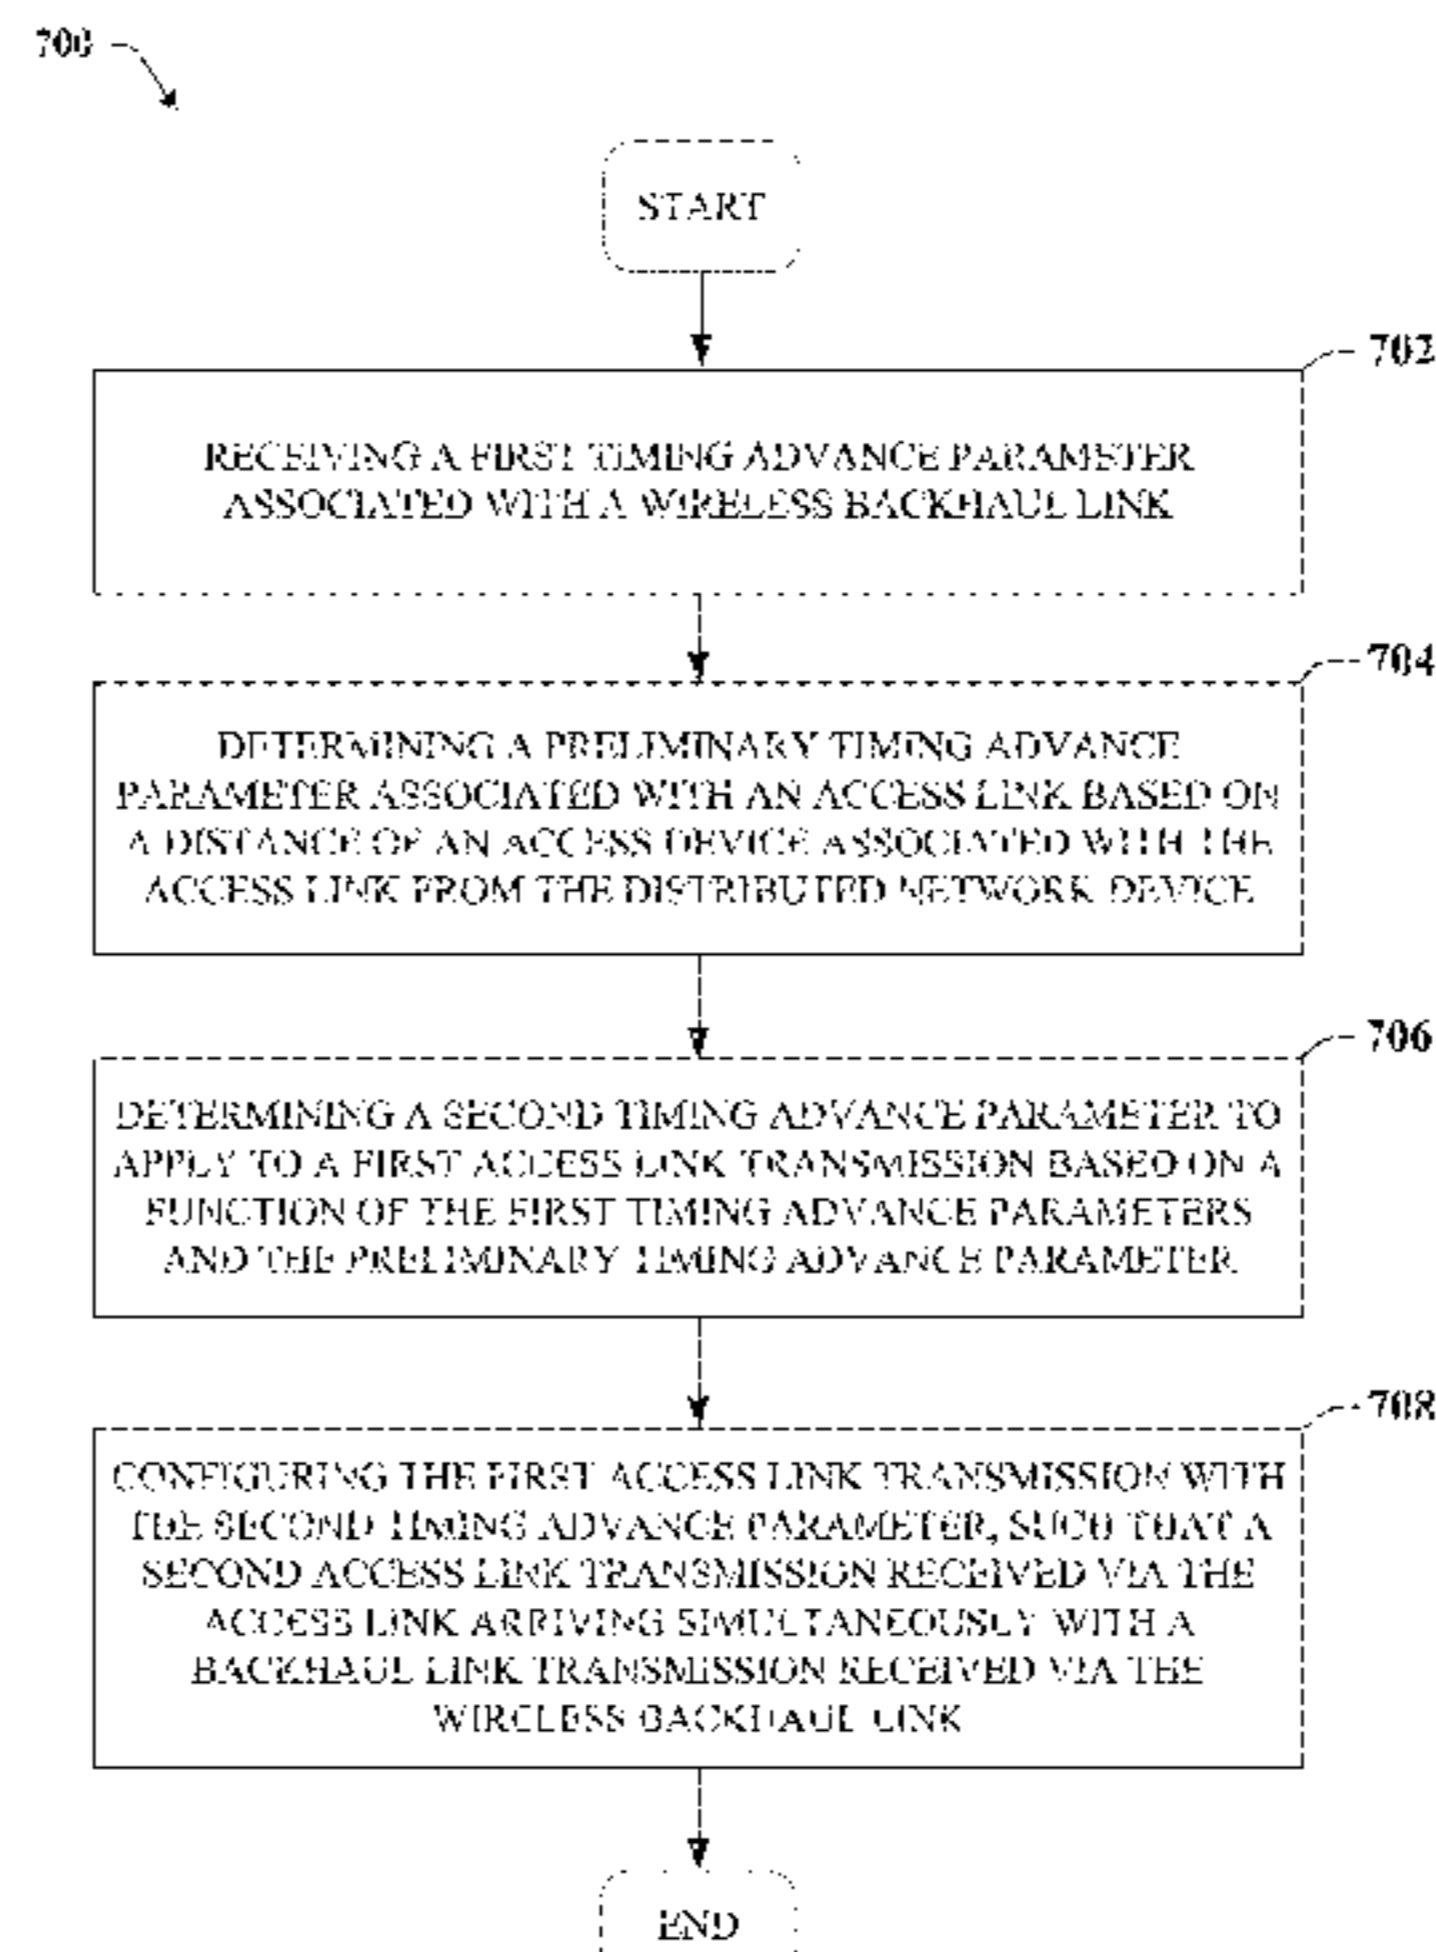 700
START
702
RECEIVING A FIRST TIMING ADVANCE PARAMETER
ASSOCIATED WITH A WIRELESS BACKHAUL LINK
704
DETERMINING A PRELIMINARY TIMING ADVANCE
PARAMETER ASSOCIATED WITH AN ACCESS LINK BASED ON
A DISTANCE OF AN ACCESS DEVICE ASSOCIATED WITH THE
ACCESS LINK FROM THE DISTRIBUTED NETWORK DEVICE
706
DETERMINING A SECOND TIMING ADVANCE PARAMETER TO
APPLY TO A FIRST ACCESS LINK TRANSMISSION BASED ON A
FUNCTION OF THE FIRST TIMING ADVANCE PARAMETERS
AND THE PRELIMINARY TIMING ADVANCE PARAMETER
708
CONFIGURING THE FIRST ACCESS LINK TRANSMISSION WITH
THE SECOND TIMING ADVANCE PARAMETER, SUCH THAT A
SECOND ACCESS LINK TRANSMISSION RECEIVED VIA THE
ACCESS LINK ARRIVING SIMULTANEOUSLY WITH A
BACKHAUL LINK TRANSMISSION RECEIVED VIA THE
WIRELESS BACKHAUL LINK
END